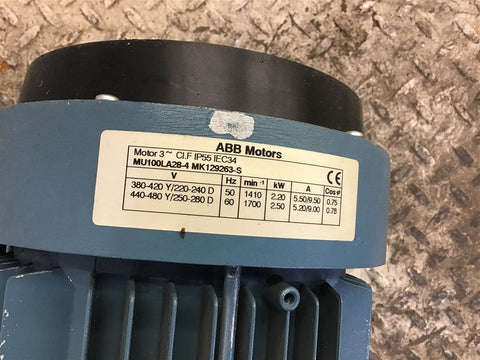 ABB Motors
Motor 3~ Cl.F IP55 IEC34
MU100LA28-4 MK129263-S
CE
V Hz min⁻¹ kW A Cos φ
380-420 Y/220-240 D 50 1410 2.20 5.50/9.50 0.75
440-480 Y/250-280 D 60 1700 2.50 5.20/9.00 0.78